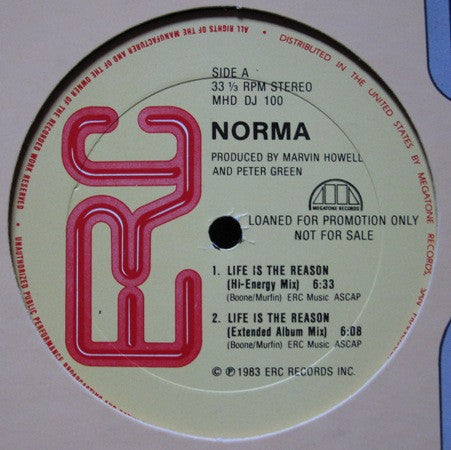 ALL RIGHTS OF THE MANUFACTURER AND OF THE OWNER OF THE RECORDED WORK RESERVED
• DISTRIBUTED IN THE UNITED STATES BY MEGATONE RECORDS,
UNAUTHORIZED PUBLIC PERFORMANCE
ERC
SIDE A
33 ⅓ RPM STEREO
MHD DJ 100
NORMA
PRODUCED BY MARVIN HOWELL
AND PETER GREEN
MEGATONE RECORDS
LOANED FOR PROMOTION ONLY
NOT FOR SALE
1. LIFE IS THE REASON
(Hi-Energy Mix) 6:33
(Boone/Murfin) ERC Music ASCAP
2. LIFE IS THE REASON
(Extended Album Mix) 6:08
(Boone/Murfin) ERC Music ASCAP
© ℗ 1983 ERC RECORDS INC.